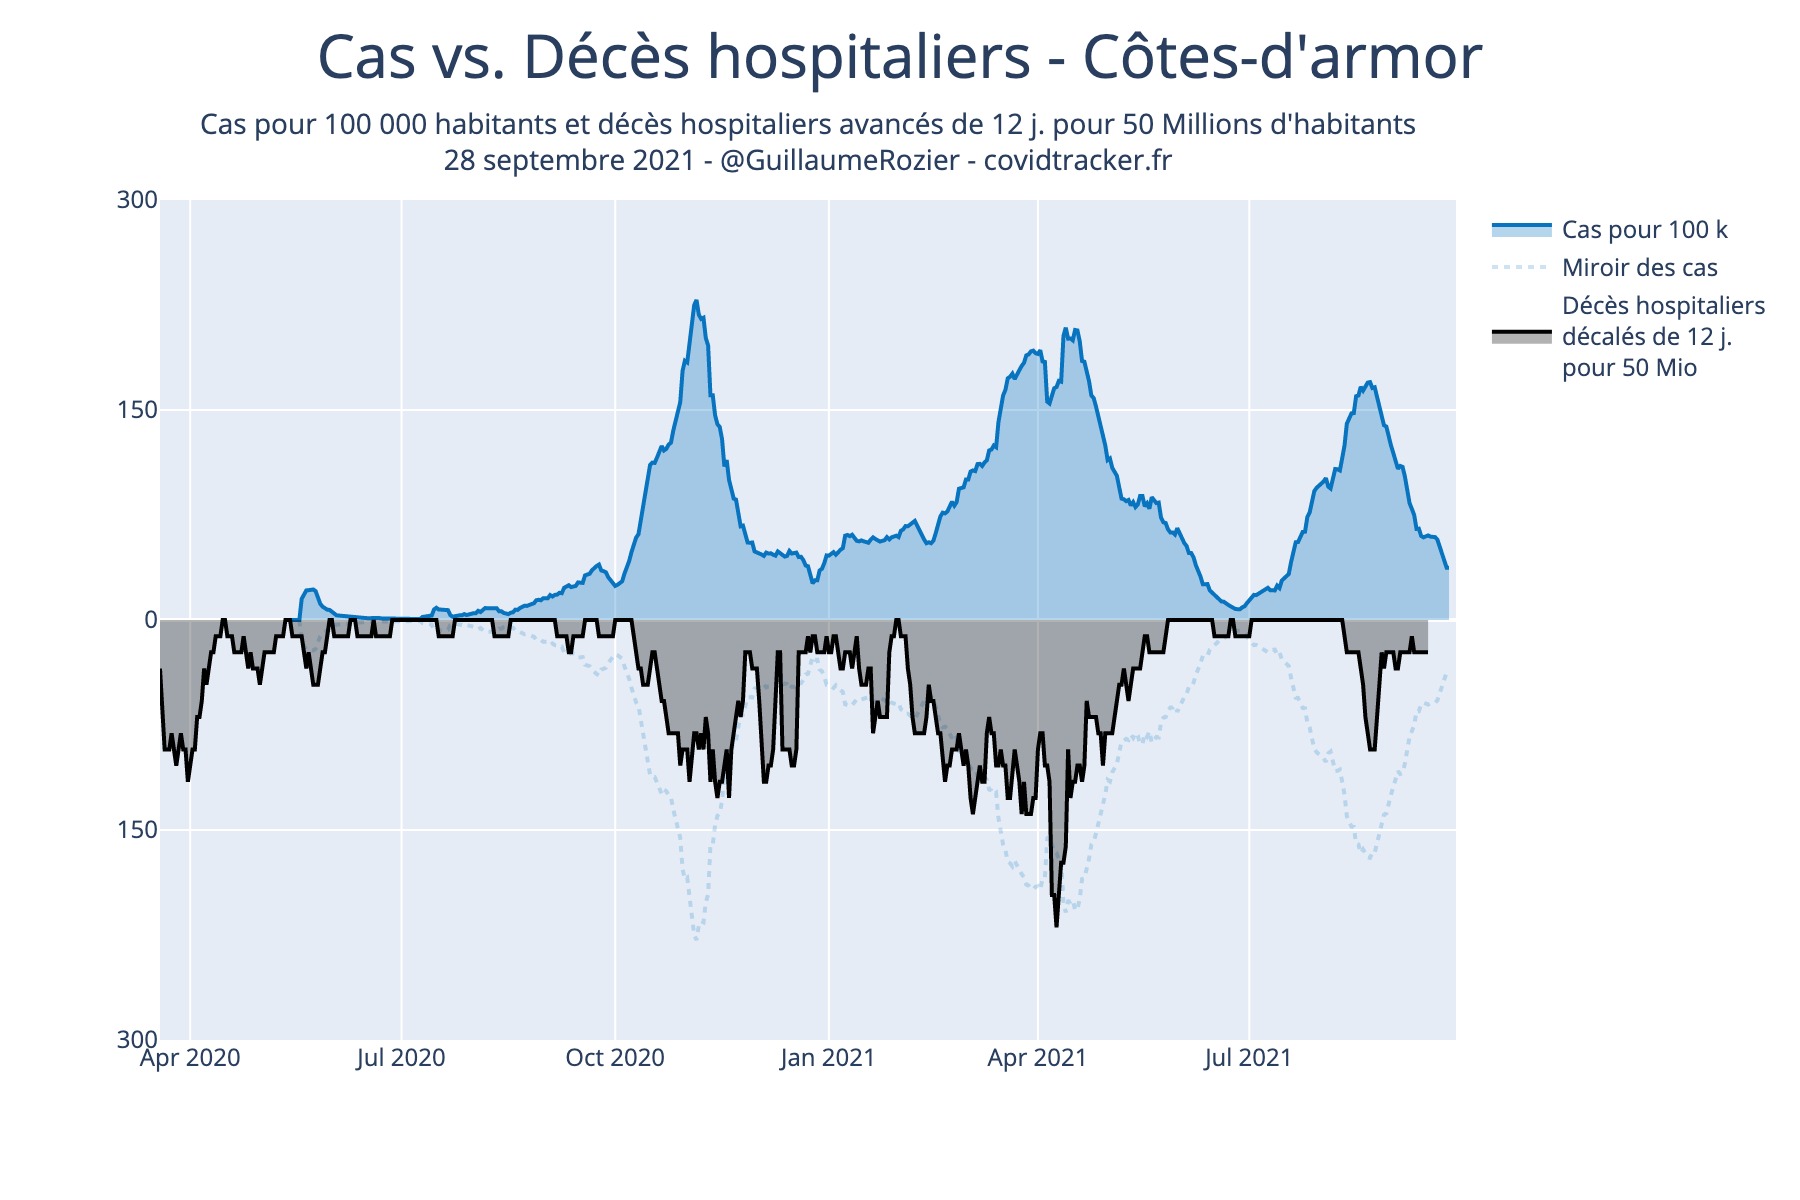 Cas vs. Décès hospitaliers - Côtes-d'armor
Cas pour 100 000 habitants et décès hospitaliers avancés de 12 j. pour 50 Millions d'habitants
28 septembre 2021 - @GuillaumeRozier - covidtracker.fr
300
150
0
150
300
Apr 2020
Jul 2020
Oct 2020
Jan 2021
Apr 2021
Jul 2021
Cas pour 100 k
Miroir des cas
Décès hospitaliers
décalés de 12 j.
pour 50 Mio